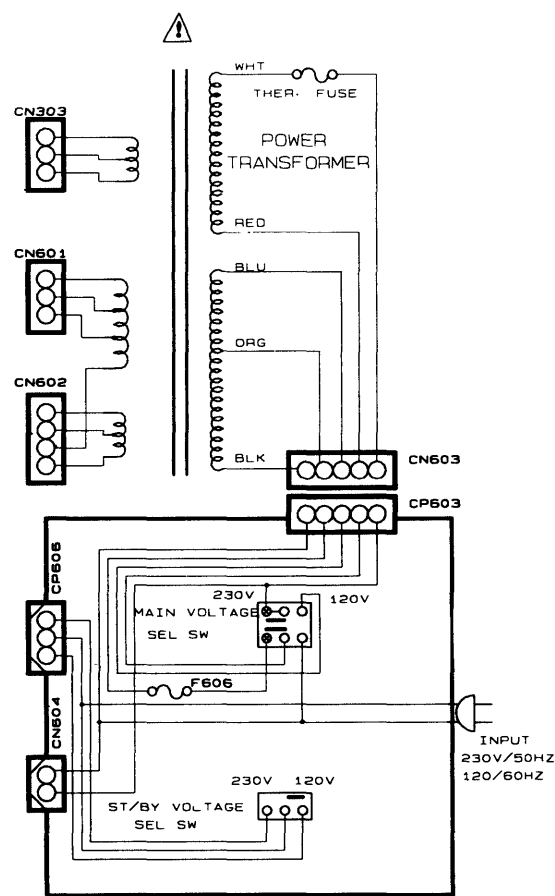 WHT
THER. FUSE
CN303
POWER
TRANSFORMER
RED
CN601
BLU
ORG
CN602
BLK
CN603
CP603
CP606
230V
120V
MAIN VOLTAGE
SEL SW
F606
CN604
INPUT
230V/50HZ
120/60HZ
230V 120V
ST/BY VOLTAGE
SEL SW